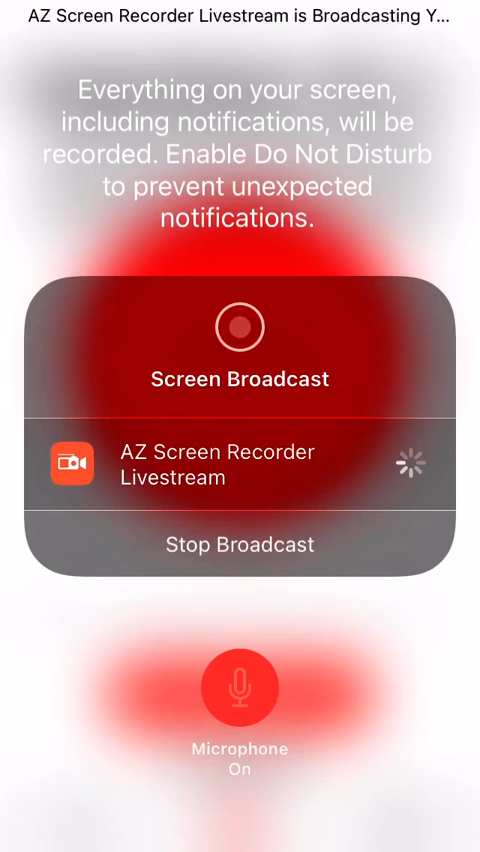 AZ Screen Recorder Livestream is Broadcasting Y...
Everything on your screen,
including notifications, will be
recorded. Enable Do Not Disturb
to prevent unexpected
notifications.
Screen Broadcast
AZ Screen Recorder
Livestream
Stop Broadcast
Microphone
On